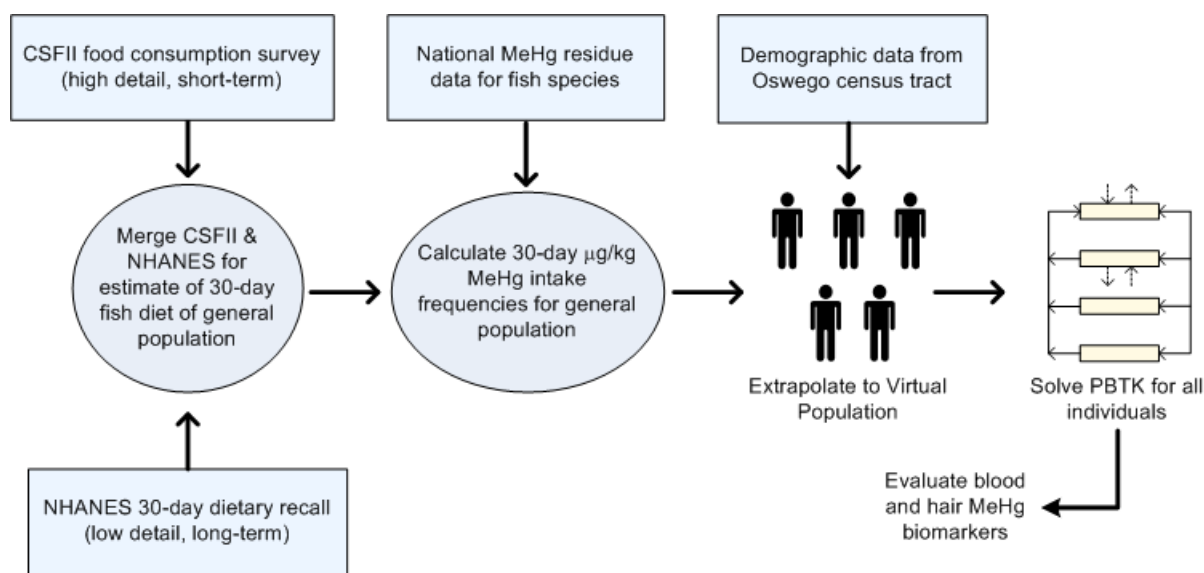 CSFII food consumption survey
(high detail, short-term)
National MeHg residue
data for fish species
Demographic data from
Oswego census tract
Merge CSFII &
NHANES for
estimate of 30-day
fish diet of general
population
Calculate 30-day µg/kg
MeHg intake
frequencies for general
population
Extrapolate to Virtual
Population
Solve PBTK for all
individuals
NHANES 30-day dietary recall
(low detail, long-term)
Evaluate blood
and hair MeHg
biomarkers